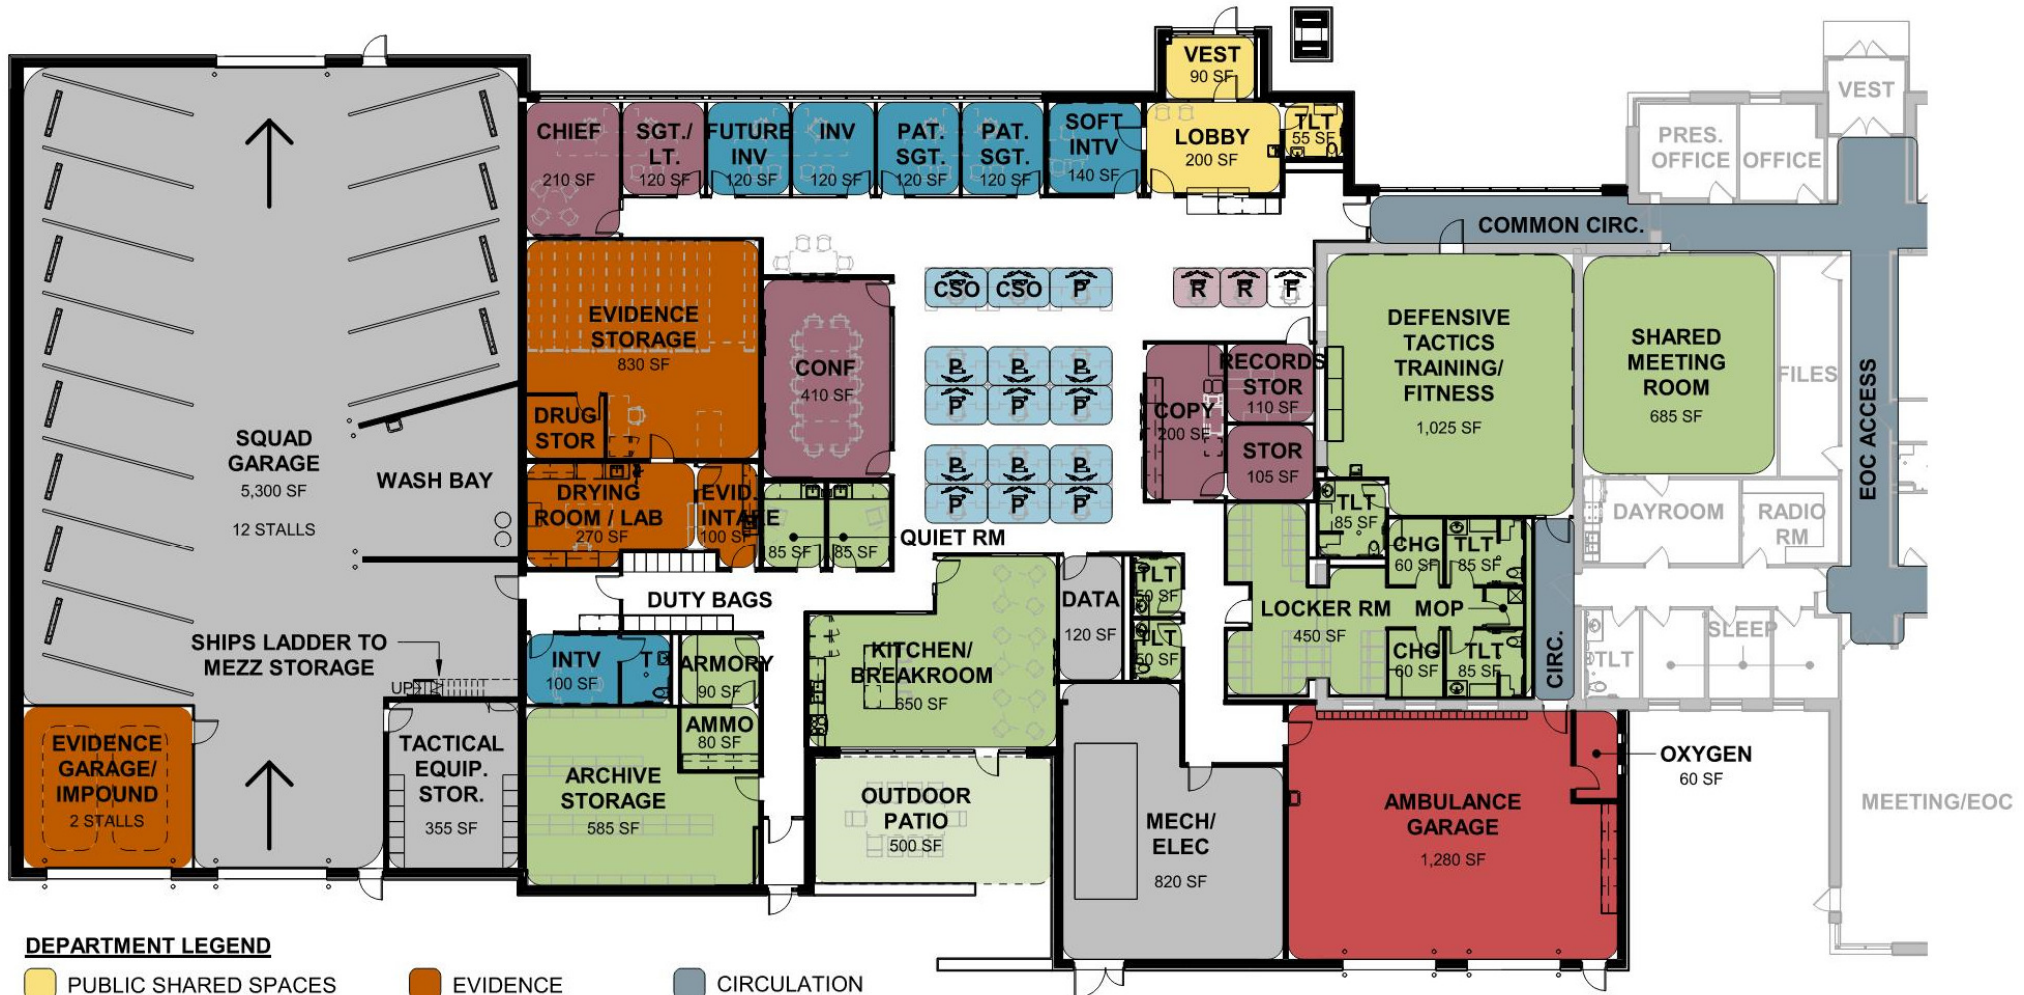 VEST
90 SF
VEST
CHIEF
210 SF
SGT./
LT.
120 SF
FUTURE
INV
120 SF
INV
120 SF
PAT.
SGT.
120 SF
PAT.
SGT.
120 SF
SOFT
INTV
140 SF
LOBBY
200 SF
TLT
55 SF
PRES.
OFFICE
OFFICE
COMMON CIRC.
EVIDENCE
STORAGE
830 SF
CSO
CSO
P
R
R
F
CONF
410 SF
P
P
P
P
P
P
P
P
P
P
P
P
COPY
200 SF
RECORDS
STOR
110 SF
STOR
105 SF
DEFENSIVE
TACTICS
TRAINING/
FITNESS
1,025 SF
SHARED
MEETING
ROOM
685 SF
FILES
EOC ACCESS
SQUAD
GARAGE
5,300 SF
12 STALLS
WASH BAY
DRUG
STOR
DRYING
ROOM / LAB
270 SF
EVID.
INTAKE
100 SF
85 SF
85 SF
QUIET RM
TLT
85 SF
CHG
60 SF
TLT
85 SF
DAYROOM
RADIO
RM
DUTY BAGS
DATA
120 SF
TLT
50 SF
TLT
50 SF
LOCKER RM
450 SF
MOP
CHG
60 SF
TLT
85 SF
CIRC.
TLT
SLEEP
SHIPS LADDER TO
MEZZ STORAGE
UP
INTV
100 SF
T
ARMORY
90 SF
AMMO
80 SF
KITCHEN/
BREAKROOM
650 SF
EVIDENCE
GARAGE/
IMPOUND
2 STALLS
TACTICAL
EQUIP.
STOR.
355 SF
ARCHIVE
STORAGE
585 SF
OUTDOOR
PATIO
500 SF
MECH/
ELEC
820 SF
AMBULANCE
GARAGE
1,280 SF
OXYGEN
60 SF
MEETING/EOC
DEPARTMENT LEGEND
PUBLIC SHARED SPACES
EVIDENCE
CIRCULATION